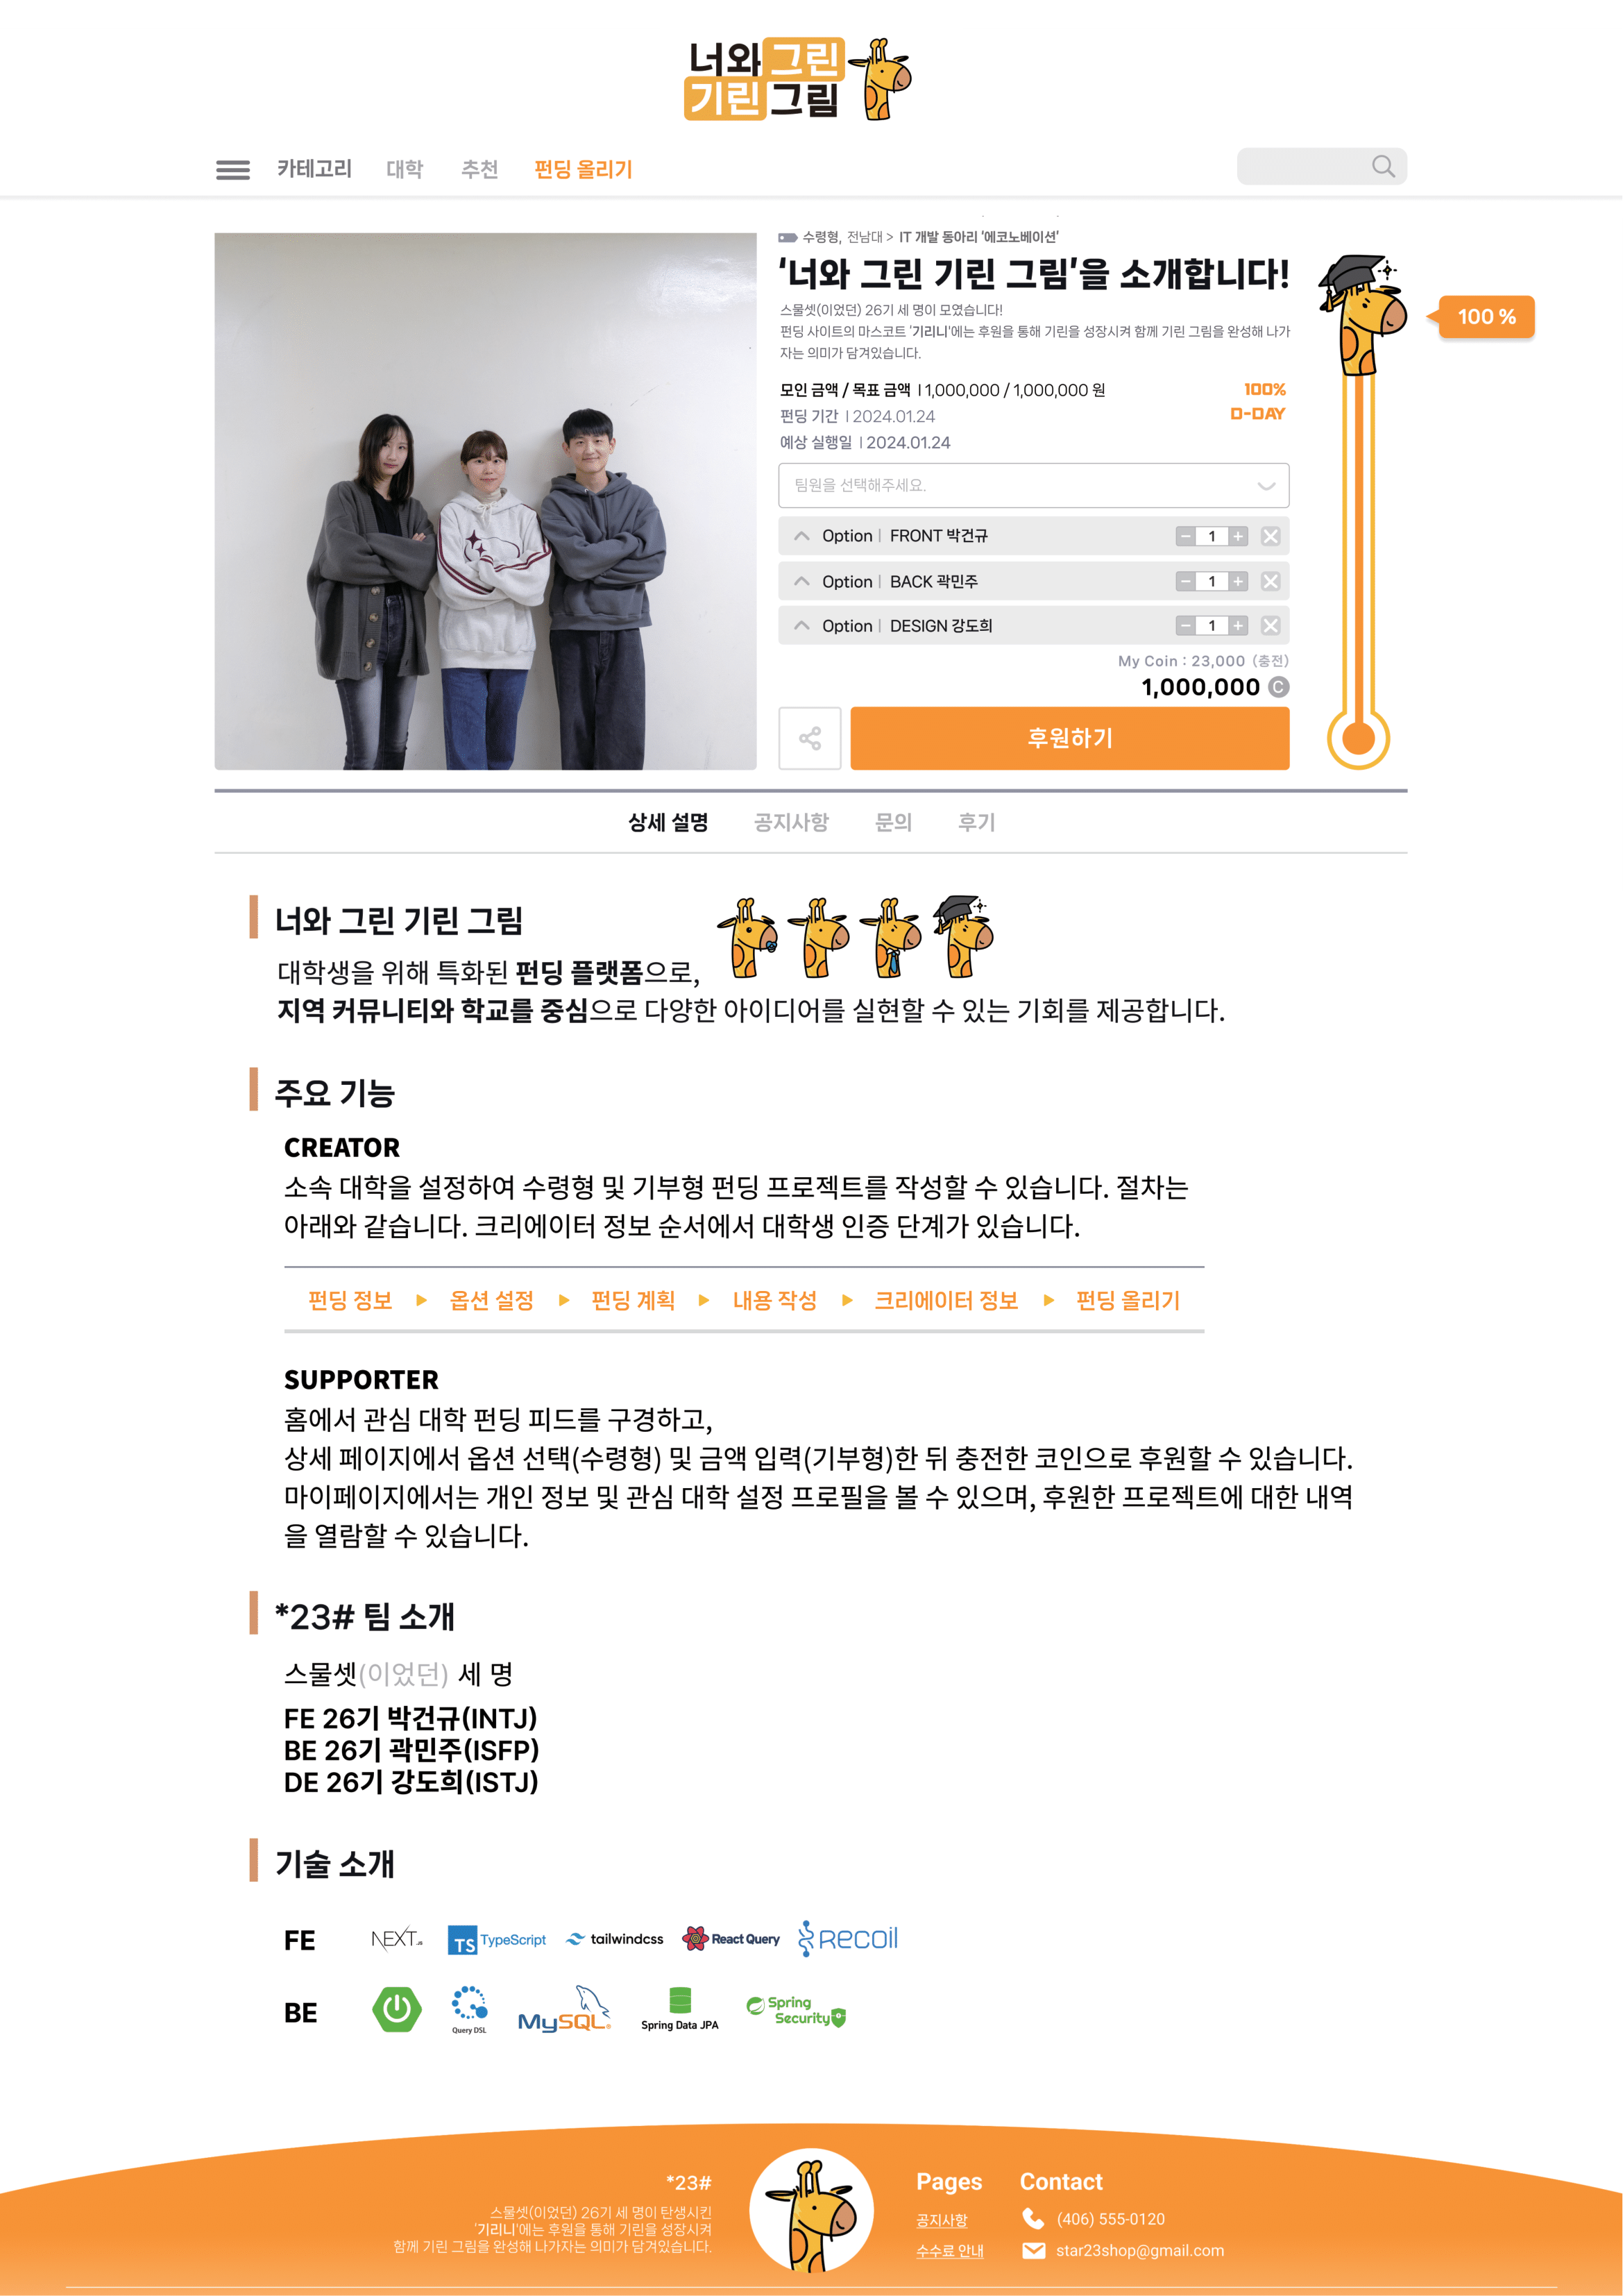 너와 그린
기린 그림
카테고리 대학 추천 펀딩 올리기
수령형, 전남대 > IT 개발 동아리 '에코노베이션'
'너와 그린 기린 그림'을 소개합니다!
스물셋(이었던) 26기 세 명이 모였습니다!
펀딩 사이트의 마스코트 '기리니'에는 후원을 통해 기린을 성장시켜 함께 기린 그림을 완성해 나가
자는 의미가 담겨있습니다.
100 %
모인 금액 / 목표 금액 | 1,000,000 / 1,000,000 원 100%
펀딩 기간 | 2024.01.24 D-DAY
예상 실행일 | 2024.01.24
팀원을 선택해주세요.
Option | FRONT 박건규 − 1 +
Option | BACK 곽민주 − 1 +
Option | DESIGN 강도희 − 1 +
My Coin : 23,000 (충전)
1,000,000 C
후원하기
상세 설명 공지사항 문의 후기
너와 그린 기린 그림
대학생을 위해 특화된 펀딩 플랫폼으로,
지역 커뮤니티와 학교를 중심으로 다양한 아이디어를 실현할 수 있는 기회를 제공합니다.
주요 기능
CREATOR
소속 대학을 설정하여 수령형 및 기부형 펀딩 프로젝트를 작성할 수 있습니다. 절차는
아래와 같습니다. 크리에이터 정보 순서에서 대학생 인증 단계가 있습니다.
펀딩 정보 ▶ 옵션 설정 ▶ 펀딩 계획 ▶ 내용 작성 ▶ 크리에이터 정보 ▶ 펀딩 올리기
SUPPORTER
홈에서 관심 대학 펀딩 피드를 구경하고,
상세 페이지에서 옵션 선택(수령형) 및 금액 입력(기부형)한 뒤 충전한 코인으로 후원할 수 있습니다.
마이페이지에서는 개인 정보 및 관심 대학 설정 프로필을 볼 수 있으며, 후원한 프로젝트에 대한 내역
을 열람할 수 있습니다.
*23# 팀 소개
스물셋(이었던) 세 명
FE 26기 박건규(INTJ)
BE 26기 곽민주(ISFP)
DE 26기 강도희(ISTJ)
기술 소개
FE NEXT.js TS TypeScript tailwindcss React Query RECOIL
BE Query DSL MySQL Spring Data JPA Spring Security
*23#
스물셋(이었던) 26기 세 명이 탄생시킨
'기리니'에는 후원을 통해 기린을 성장시켜
함께 기린 그림을 완성해 나가자는 의미가 담겨있습니다.
Pages
공지사항
수수료 안내
Contact
(406) 555-0120
star23shop@gmail.com